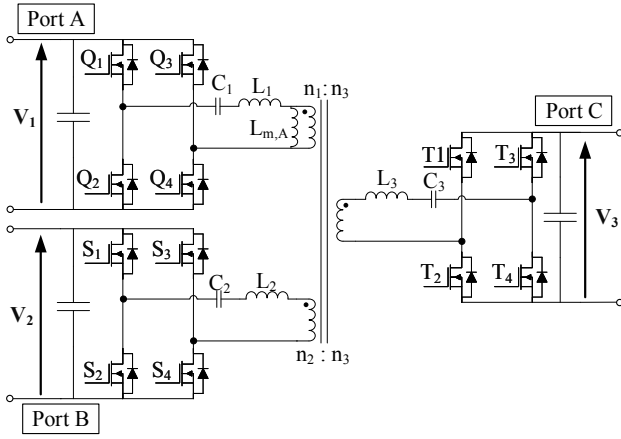 Port A
Q1
Q3
C1
L1
n1 : n3
V1
Lm,A
Q2
Q4
Port C
T1
T3
L3
C3
V3
S1
S3
V2
C2
L2
T2
T4
n2 : n3
S2
S4
Port B